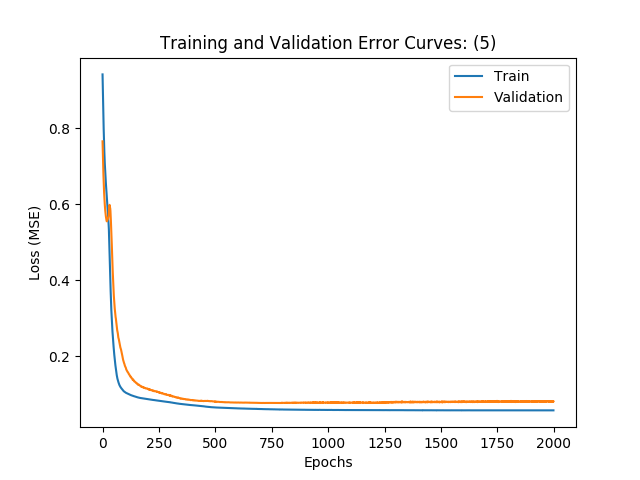 Training and Validation Error Curves: (5)
Train
Validation
Loss (MSE)
0.8
0.6
0.4
0.2
0 250 500 750 1000 1250 1500 1750 2000
Epochs